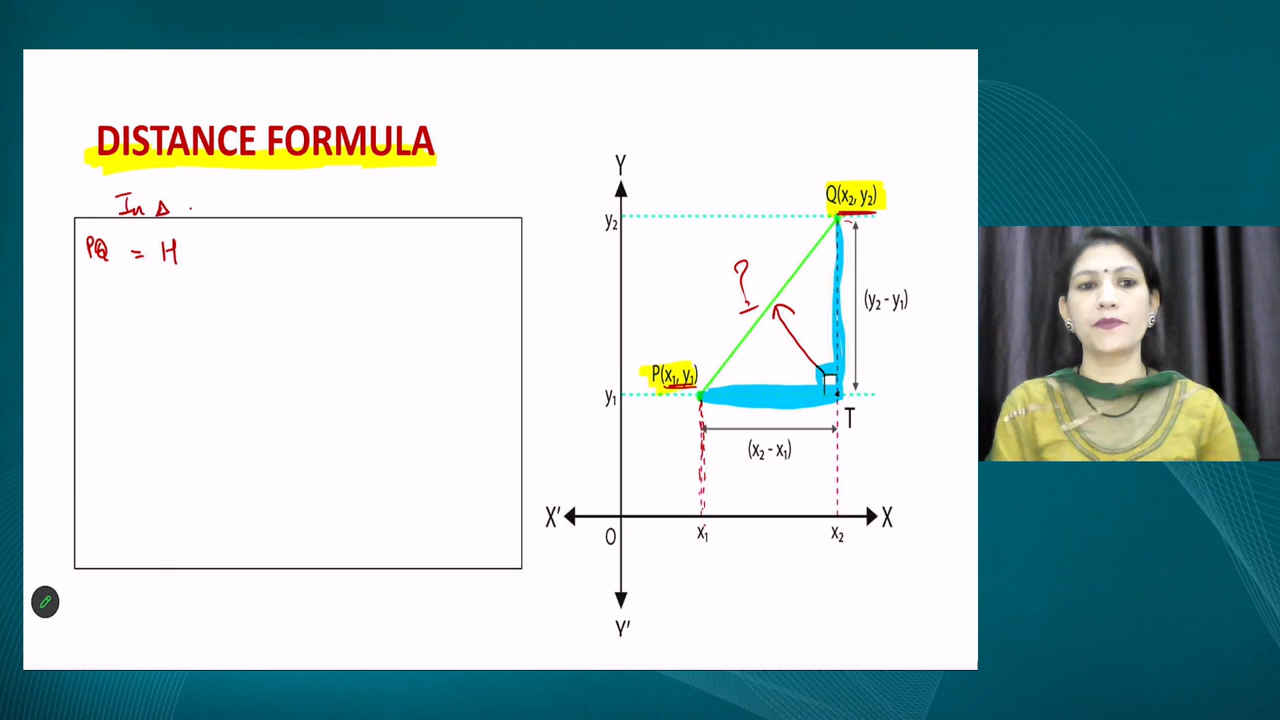 DISTANCE FORMULA
In Δ
PQ = H
Y
Q(x₂, y₂)
y₂
?
(y₂ - y₁)
P(x₁, y₁)
y₁
T
(x₂ - x₁)
X' X
O x₁ x₂
Y'